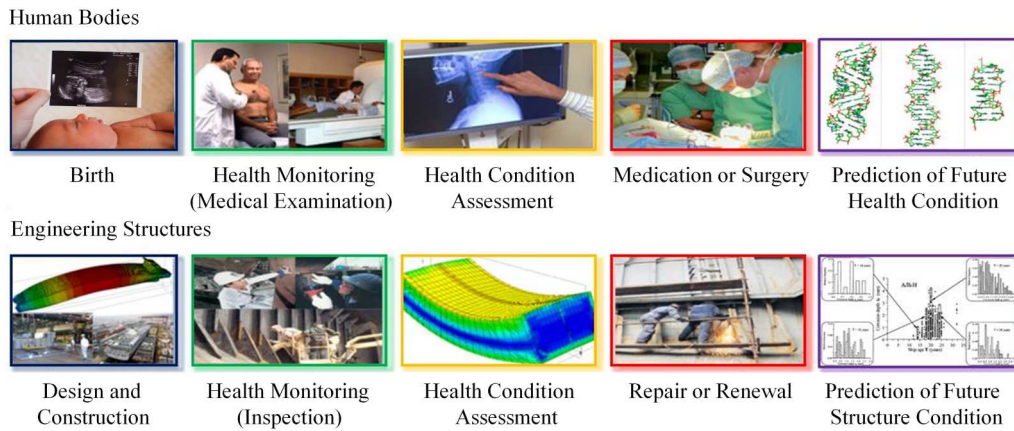 Human Bodies
Birth
Health Monitoring
(Medical Examination)
Health Condition
Assessment
Medication or Surgery
Prediction of Future
Health Condition
Engineering Structures
Design and
Construction
Health Monitoring
(Inspection)
Health Condition
Assessment
Repair or Renewal
Prediction of Future
Structure Condition